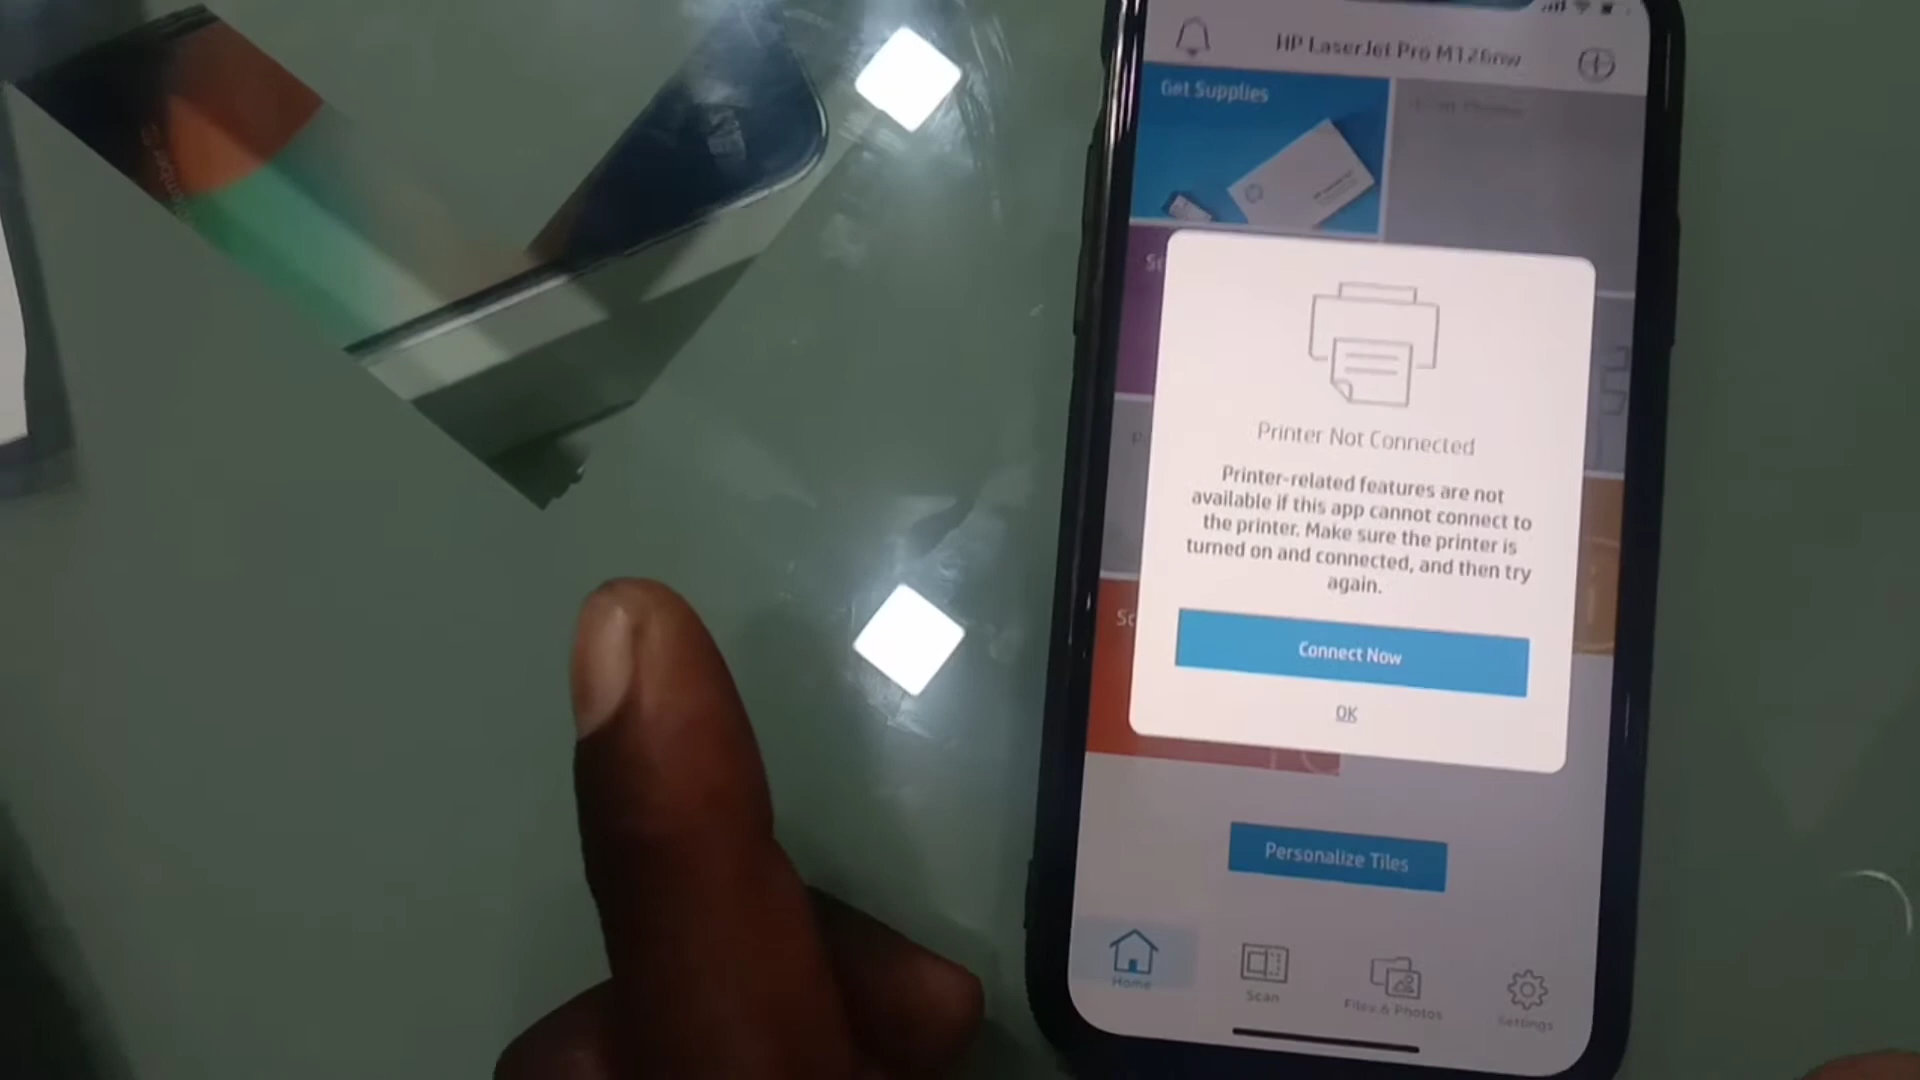 HP LaserJet Pro M126nw
Get Supplies
Printer Not Connected
Printer-related features are not
available if this app cannot connect to
the printer. Make sure the printer is
turned on and connected, and then try
again.
Connect Now
OK
Personalize Tiles
Home
Scan
Files & Photos
Settings